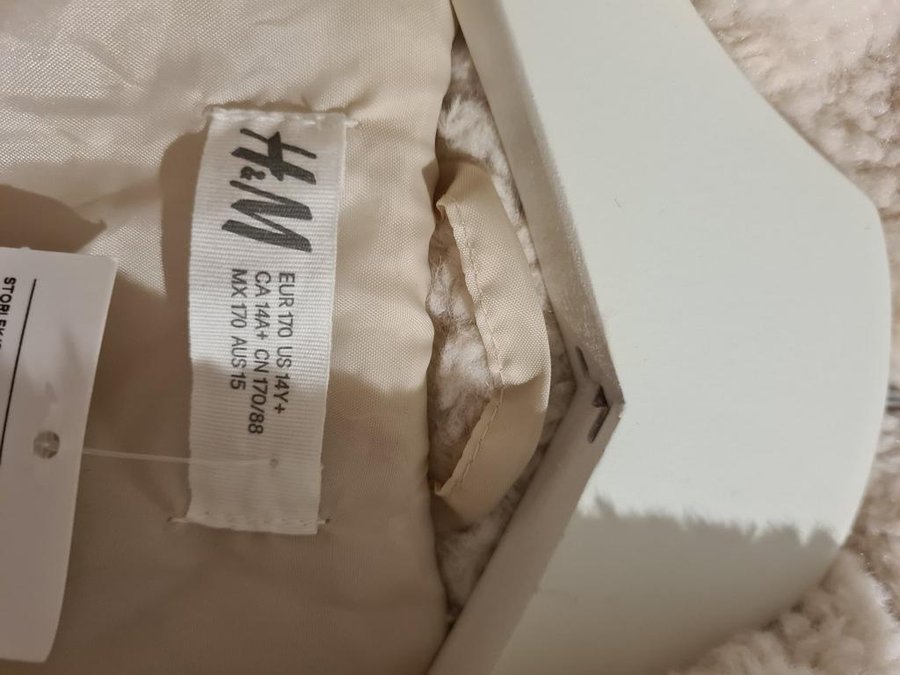 H&M
EUR 170 US 14Y+
CA 14A+ CN 170/88
MX 170 AUS 15